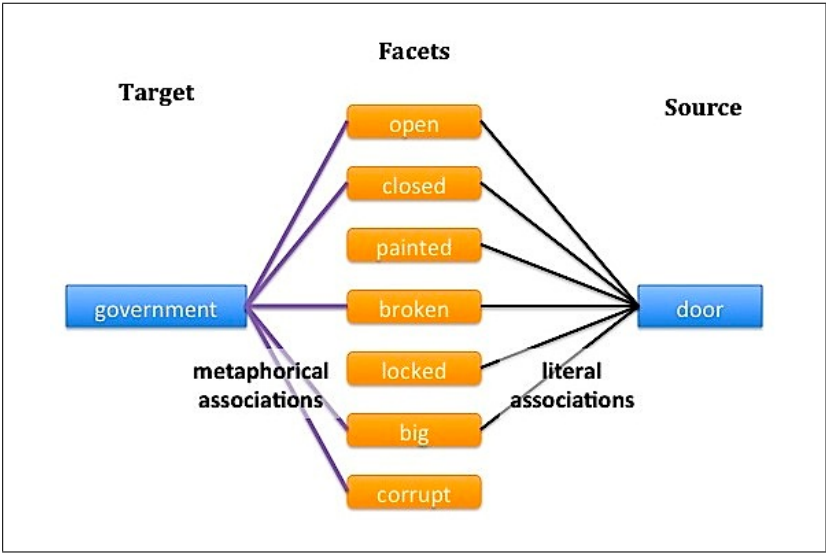 Facets
Target
Source
open
closed
painted
government
broken
door
locked
metaphorical
associations
literal
associations
big
corrupt